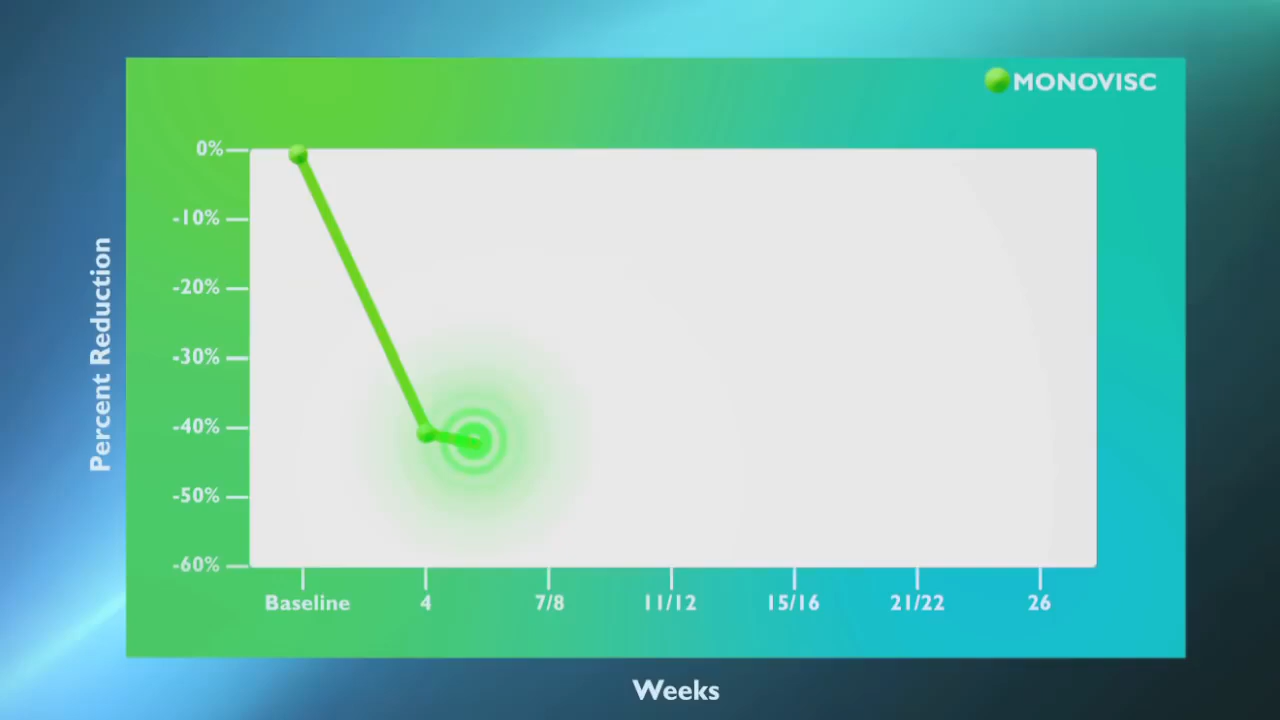 MONOVISC
0%
-10%
-20%
-30%
-40%
-50%
-60%
Percent Reduction
Baseline 4 7/8 11/12 15/16 21/22 26
Weeks